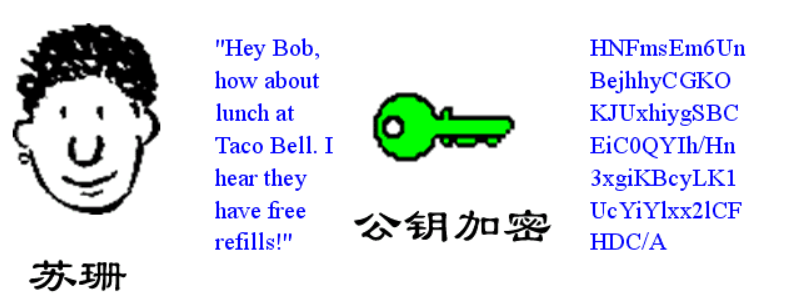 "Hey Bob,
how about
lunch at
Taco Bell. I
hear they
have free
refills!"
公钥加密
HNFmsEm6Un
BejhhyCGKO
KJUxhiygSBC
EiC0QYIh/Hn
3xgiKBcyLK1
UcYiYlxx2lCF
HDC/A
苏珊